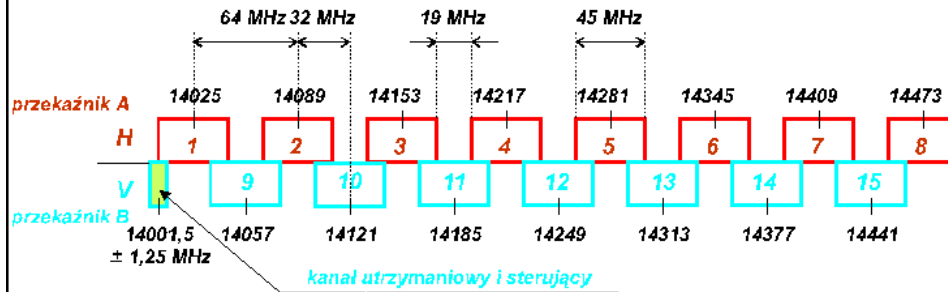 64 MHz 32 MHz 19 MHz 45 MHz
przekaźnik A 14025 14089 14153 14217 14281 14345 14409 14473
H 1 2 3 4 5 6 7 8
V 9 10 11 12 13 14 15
przekaźnik B
14001,5 14057 14121 14185 14249 14313 14377 14441
± 1,25 MHz
kanał utrzymaniowy i sterujący